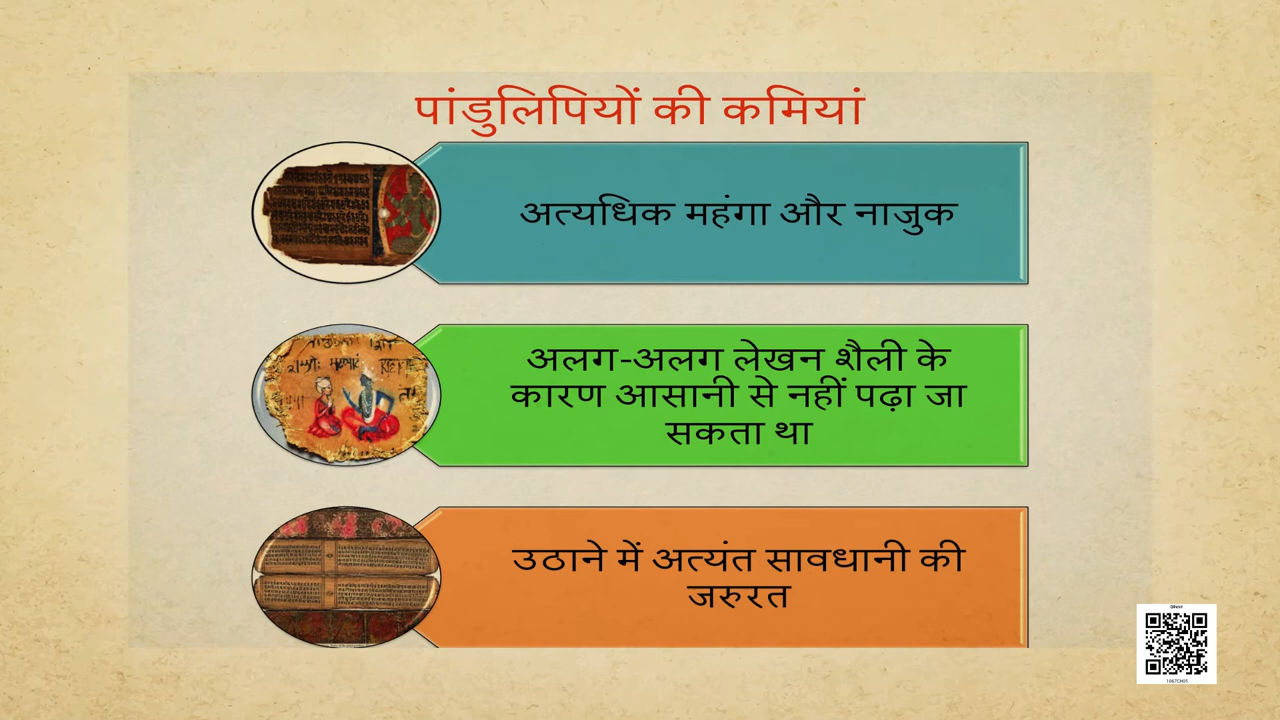 पांडुलिपियों की कमियां
अत्यधिक महंगा और नाजुक
अलग-अलग लेखन शैली के
कारण आसानी से नहीं पढ़ा जा
सकता था
उठाने में अत्यंत सावधानी की
जरुरत